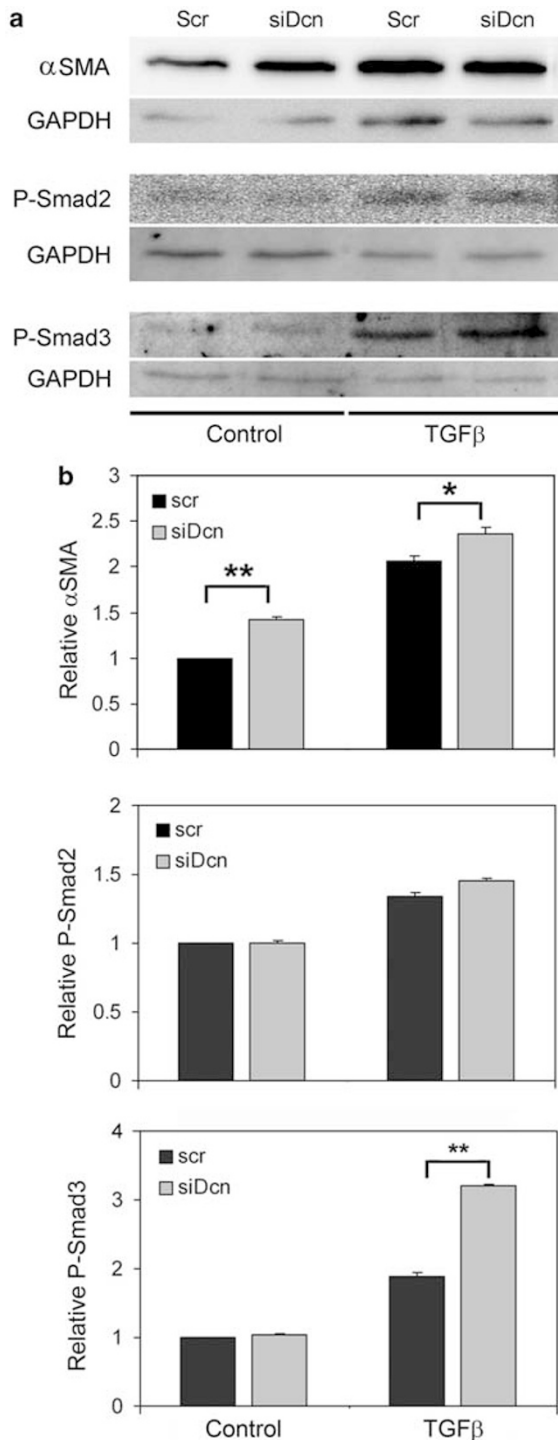 a
Scr siDcn Scr siDcn
αSMA
GAPDH
P-Smad2
GAPDH
P-Smad3
GAPDH
Control TGFβ
b
3
2.5
2
1.5
1
0.5
0
Relative αSMA
scr
siDcn
**
*
2
1.5
1
0.5
0
Relative P-Smad2
scr
siDcn
4
3
2
1
0
Relative P-Smad3
scr
siDcn
**
Control TGFβ